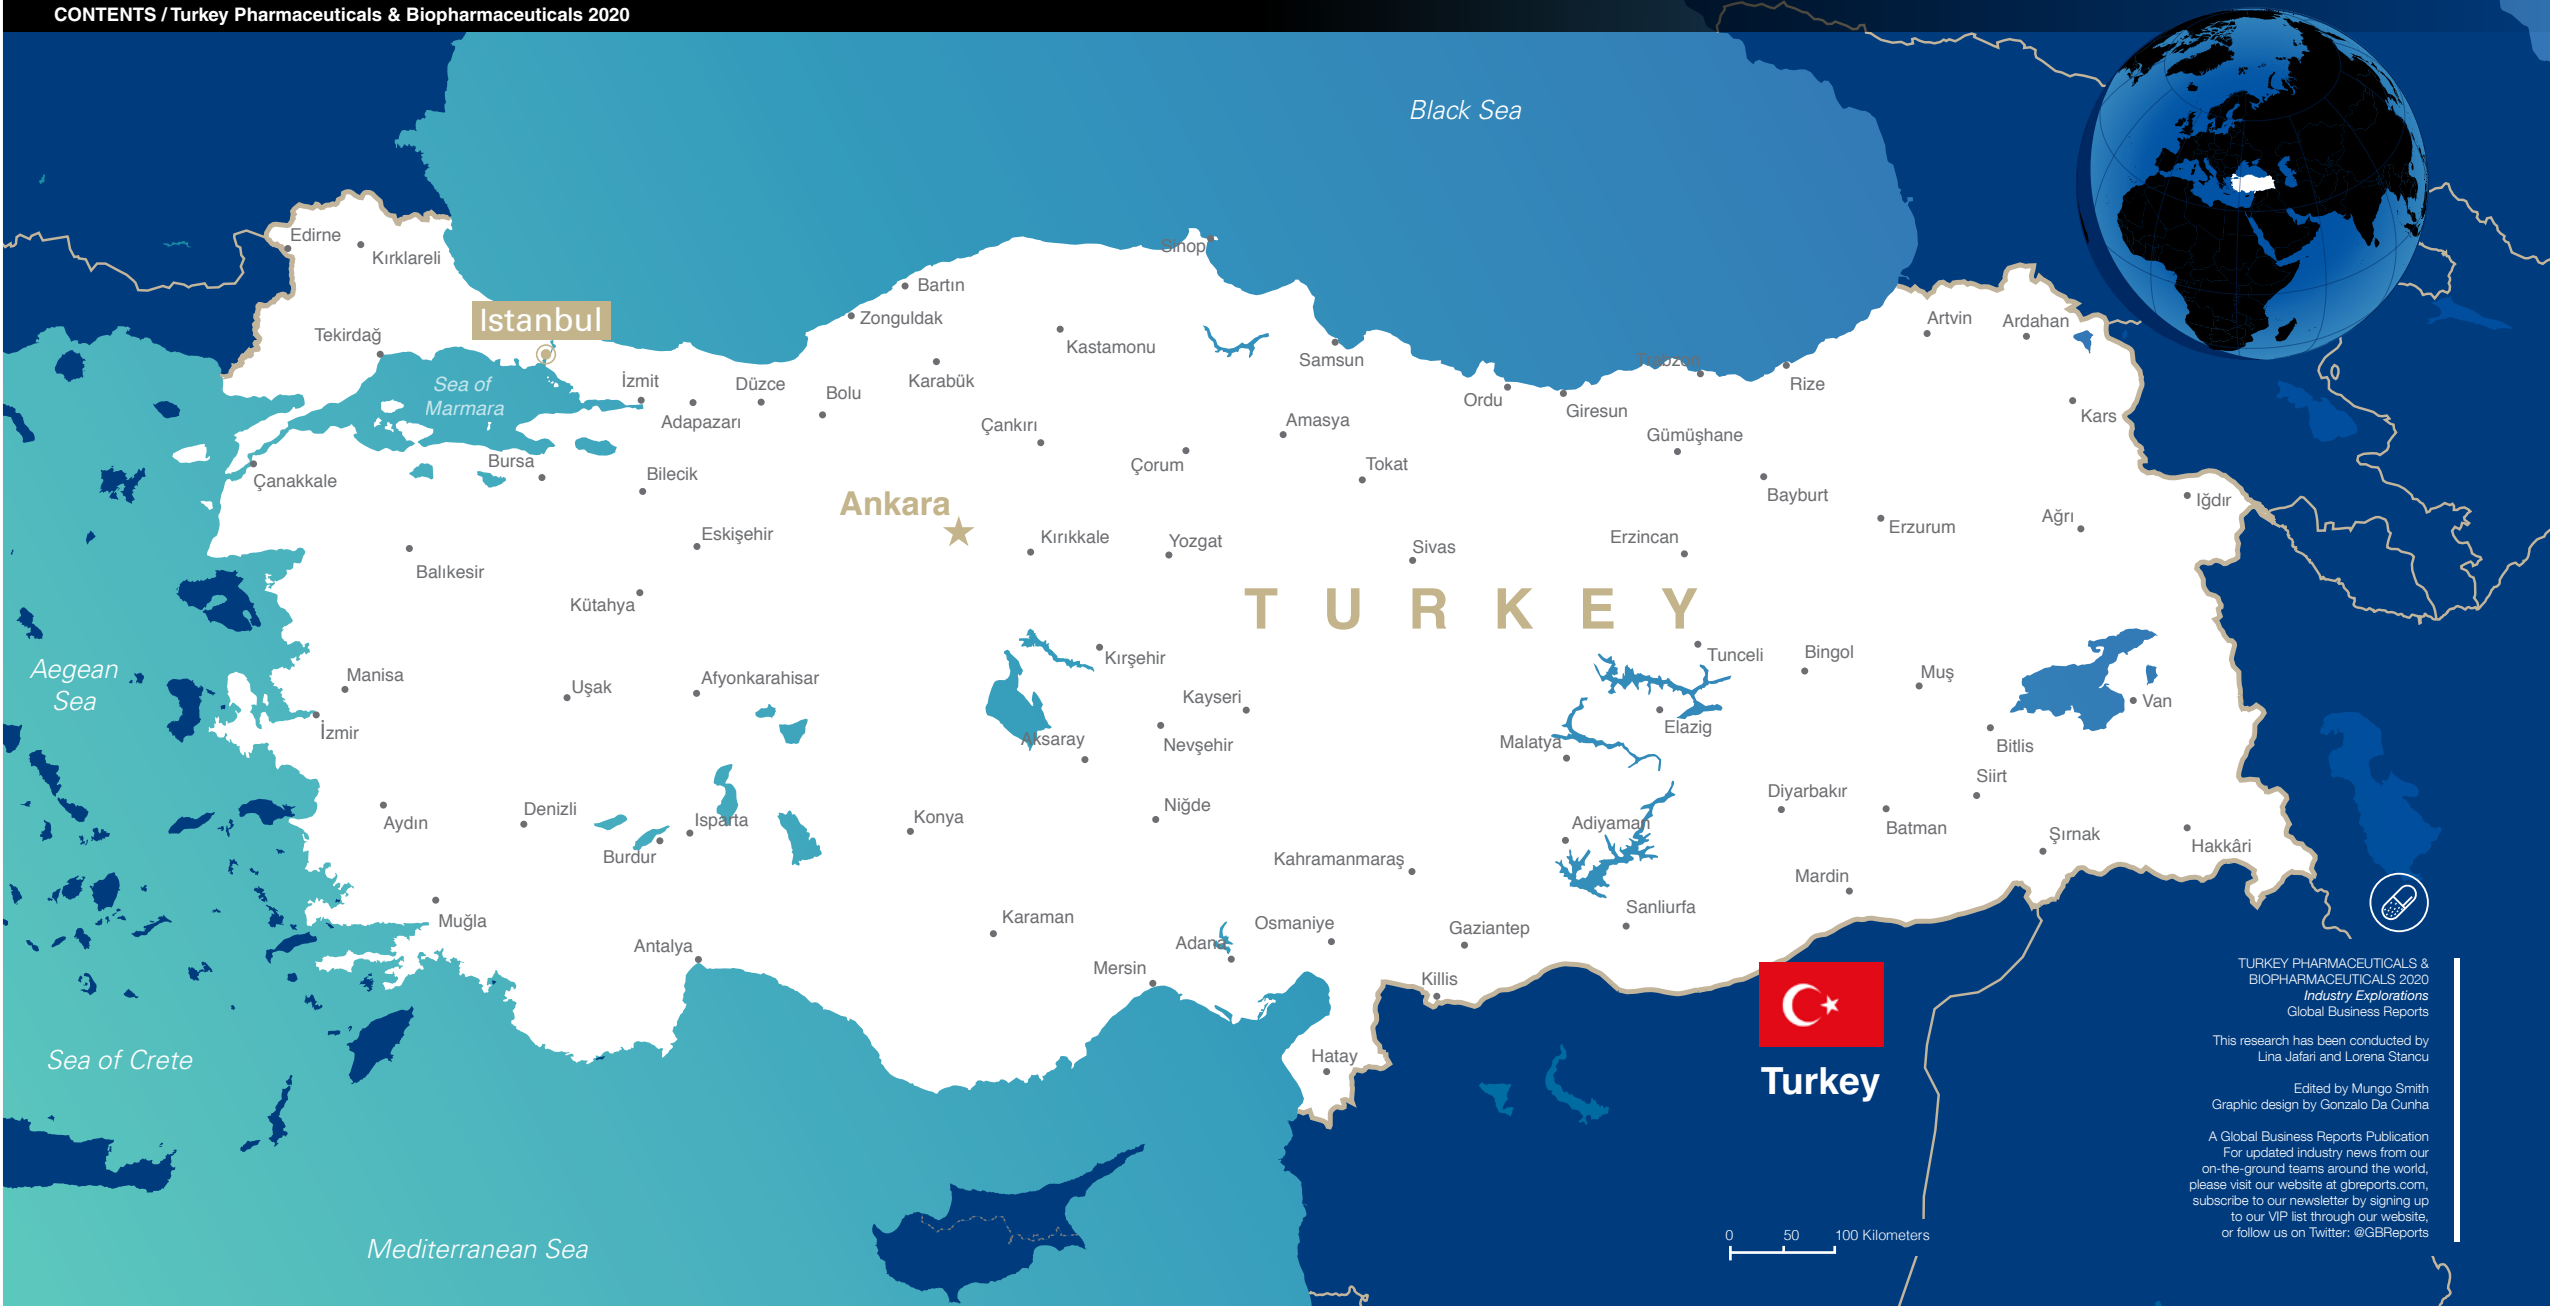 CONTENTS / Turkey Pharmaceuticals & Biopharmaceuticals 2020
Black Sea
Edirne
Kırklareli
Sinop
Bartın
Zonguldak
Istanbul
Tekirdağ
Kastamonu
Samsun
Trabzon
Artvin
Ardahan
Sea of
Marmara
İzmit
Düzce
Bolu
Karabük
Adapazarı
Ordu
Giresun
Rize
Kars
Çankırı
Amasya
Gümüşhane
Çanakkale
Bursa
Bilecik
Çorum
Tokat
Bayburt
Iğdır
Ankara
Eskişehir
Kırıkkale
Yozgat
Sivas
Erzincan
Erzurum
Ağrı
Balıkesir
Kütahya
TURKEY
Aegean
Sea
Manisa
Uşak
Afyonkarahisar
Kırşehir
Kayseri
Tunceli
Bingol
Muş
Van
İzmir
Aksaray
Nevşehir
Malatya
Elazig
Bitlis
Siirt
Aydın
Denizli
Isparta
Burdur
Konya
Niğde
Diyarbakır
Adiyaman
Batman
Şırnak
Hakkâri
Kahramanmaraş
Mardin
Muğla
Antalya
Karaman
Adana
Osmaniye
Gaziantep
Sanliurfa
Mersin
Killis
Hatay
Sea of Crete
Mediterranean Sea
Turkey
0 50 100 Kilometers
TURKEY PHARMACEUTICALS &
BIOPHARMACEUTICALS 2020
Industry Explorations
Global Business Reports
This research has been conducted by
Lina Jafari and Lorena Stancu
Edited by Mungo Smith
Graphic design by Gonzalo Da Cunha
A Global Business Reports Publication
For updated industry news from our
on-the-ground teams around the world,
please visit our website at gbreports.com,
subscribe to our newsletter by signing up
to our VIP list through our website,
or follow us on Twitter: @GBReports